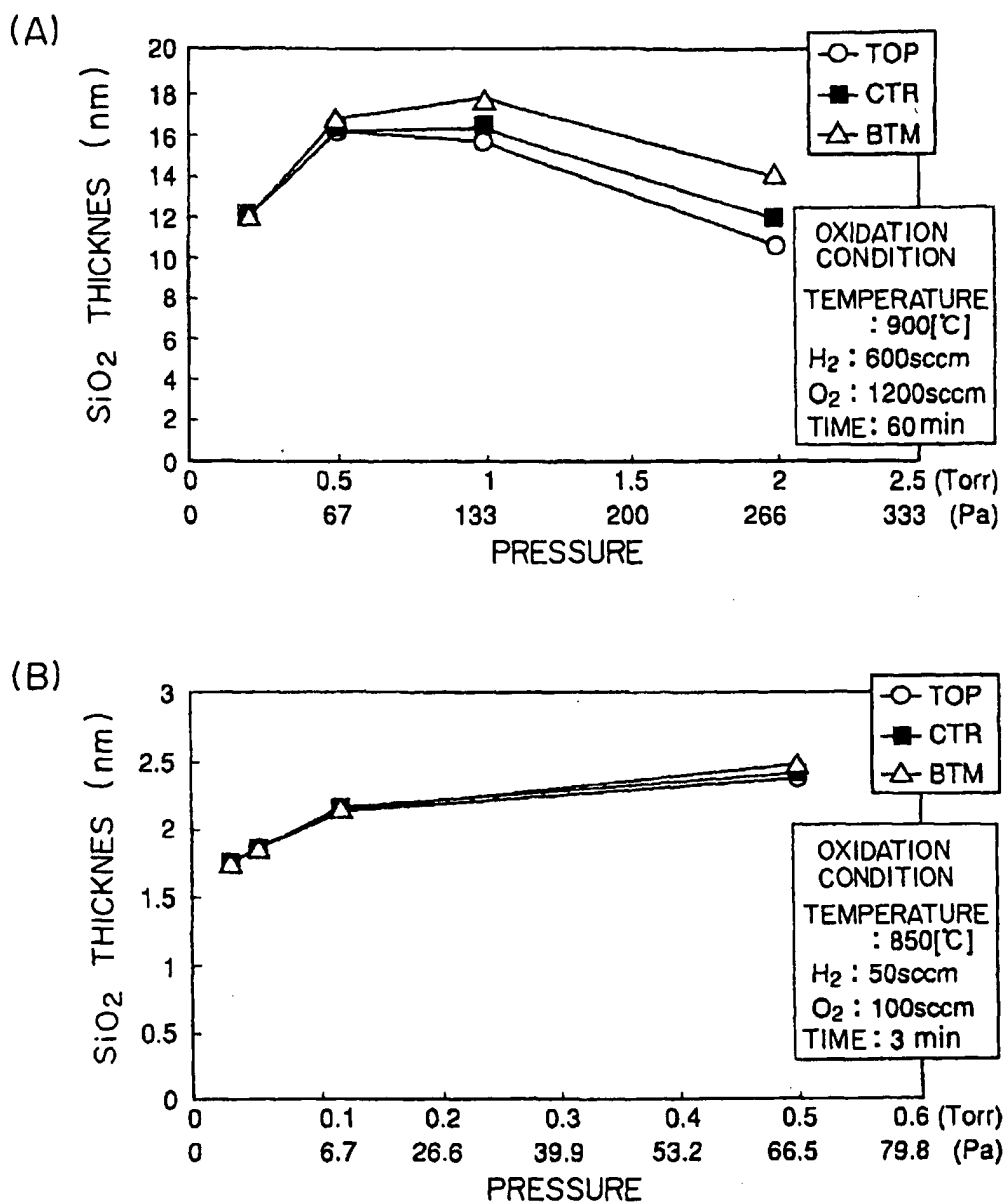 (A)
SiO2 THICKNES (nm)
20
18
16
14
12
10
8
6
4
2
0
TOP
CTR
BTM
OXIDATION
CONDITION
TEMPERATURE
: 900[℃]
H2 : 600sccm
O2 : 1200sccm
TIME : 60min
0 0.5 1 1.5 2 2.5 (Torr)
0 67 133 200 266 333 (Pa)
PRESSURE
(B)
SiO2 THICKNES (nm)
3
2.5
2
1.5
1
0.5
0
TOP
CTR
BTM
OXIDATION
CONDITION
TEMPERATURE
: 850[℃]
H2 : 50sccm
O2 : 100sccm
TIME : 3 min
0 0.1 0.2 0.3 0.4 0.5 0.6 (Torr)
0 6.7 26.6 39.9 53.2 66.5 79.8 (Pa)
PRESSURE